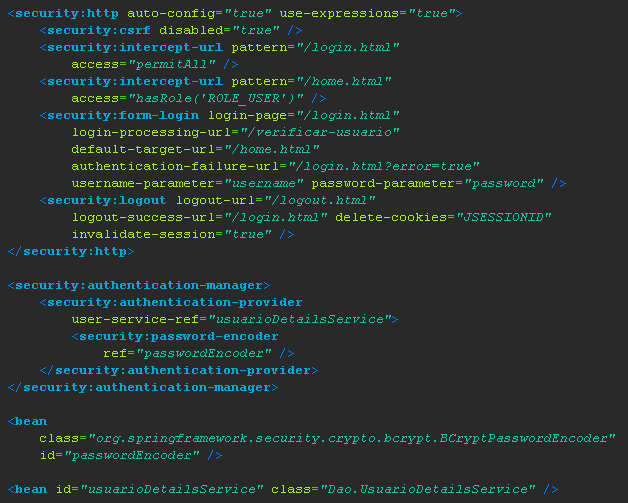 <security:http auto-config="true" use-expressions="true">
    <security:csrf disabled="true" />
    <security:intercept-url pattern="/login.html"
        access="permitAll" />
    <security:intercept-url pattern="/home.html"
        access="hasRole('ROLE_USER')" />
    <security:form-login login-page="/login.html"
        login-processing-url="/verificar-usuario"
        default-target-url="/home.html"
        authentication-failure-url="/login.html?error=true"
        username-parameter="username" password-parameter="password" />
    <security:logout logout-url="/logout.html"
        logout-success-url="/login.html" delete-cookies="JSESSIONID"
        invalidate-session="true" />
</security:http>

<security:authentication-manager>
    <security:authentication-provider
        user-service-ref="usuarioDetailsService">
        <security:password-encoder
            ref="passwordEncoder" />
    </security:authentication-provider>
</security:authentication-manager>

<bean
    class="org.springframework.security.crypto.bcrypt.BCryptPasswordEncoder"
    id="passwordEncoder" />

<bean id="usuarioDetailsService" class="Dao.UsuarioDetailsService" />